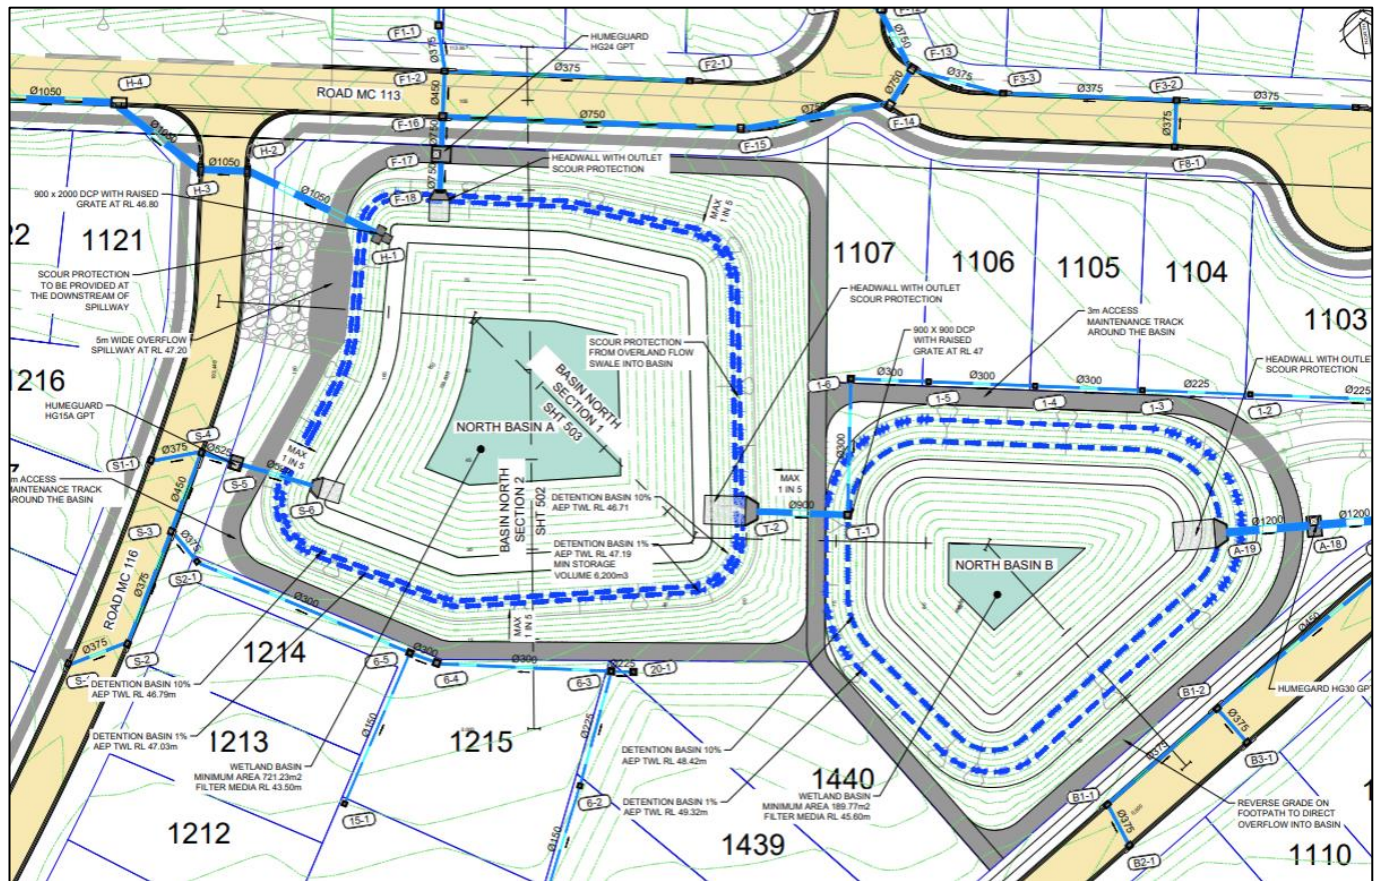 F1-1
Ø375
HUMEGUARD
HG24 GPT
F-12
Ø750
F-13
H-4
Ø1050
F1-2
Ø375
F2-1
Ø375
F3-3
F3-2
Ø375
ROAD MC 113
Ø450
Ø750
F-14
Ø375
Ø1050
F-16
Ø750
Ø750
F-15
F8-1
H-2
Ø1050
F-17
HEADWALL WITH OUTLET
SCOUR PROTECTION
H-3
Ø1050
Ø750
F-18
900 x 2000 DCP WITH RAISED
GRATE AT RL 46.80
MAX
1 IN 5
22
1121
H-1
1107
1106
1105
1104
SCOUR PROTECTION
TO BE PROVIDED AT
THE DOWNSTREAM OF
SPILLWAY
HEADWALL WITH OUTLET
SCOUR PROTECTION
3m ACCESS
MAINTENANCE TRACK
AROUND THE BASIN
1103
5m WIDE OVERFLOW
SPILLWAY AT RL 47.20
SCOUR PROTECTION
FROM OVERLAND FLOW
SWALE INTO BASIN
900 X 900 DCP
WITH RAISED
GRATE AT RL 47
HEADWALL WITH OUTLE
SCOUR PROTECTION
1216
BASIN NORTH
SECTION 1
SHT 503
1-6
Ø300
Ø300
Ø300
Ø225
Ø225
HUMEGUARD
HG15A GPT
1-5
1-4
1-3
1-2
S-4
NORTH BASIN A
Ø375
Ø525
S1-1
MAX
1 IN 5
Ø300
m ACCESS
MAINTENANCE TRACK
AROUND THE BASIN
S-5
MAX
1 IN 5
Ø450
S-6
BASIN NORTH
SECTION 2
SHT 502
DETENTION BASIN 10%
AEP TWL RL 46.71
Ø900
T-2
T-1
Ø1200
Ø1200
S-3
A-19
A-18
Ø375
DETENTION BASIN 1%
AEP TWL RL 47.19
MIN STORAGE
VOLUME 6,200m3
NORTH BASIN B
S2-1
ROAD MC 116
Ø375
Ø300
MAX
1 IN 5
Ø450
Ø375
S-2
1214
6-5
Ø300
6-4
Ø300
6-3
Ø225
20-1
DETENTION BASIN 10%
AEP TWL RL 46.79m
B1-2
HUMEGARD HG30 GPT
Ø150
Ø225
Ø375
DETENTION BASIN 1%
AEP TWL RL 47.03m
1213
1215
DETENTION BASIN 10%
AEP TWL RL 48.42m
Ø375
B3-1
WETLAND BASIN
MINIMUM AREA 721.23m2
FILTER MEDIA RL 43.50m
1440
6-2
DETENTION BASIN 1%
AEP TWL RL 49.32m
WETLAND BASIN
MINIMUM AREA 189.77m2
FILTER MEDIA RL 45.60m
B1-1
REVERSE GRADE ON
FOOTPATH TO DIRECT
OVERFLOW INTO BASIN
15-1
1212
Ø150
1439
Ø375
B2-1
1110